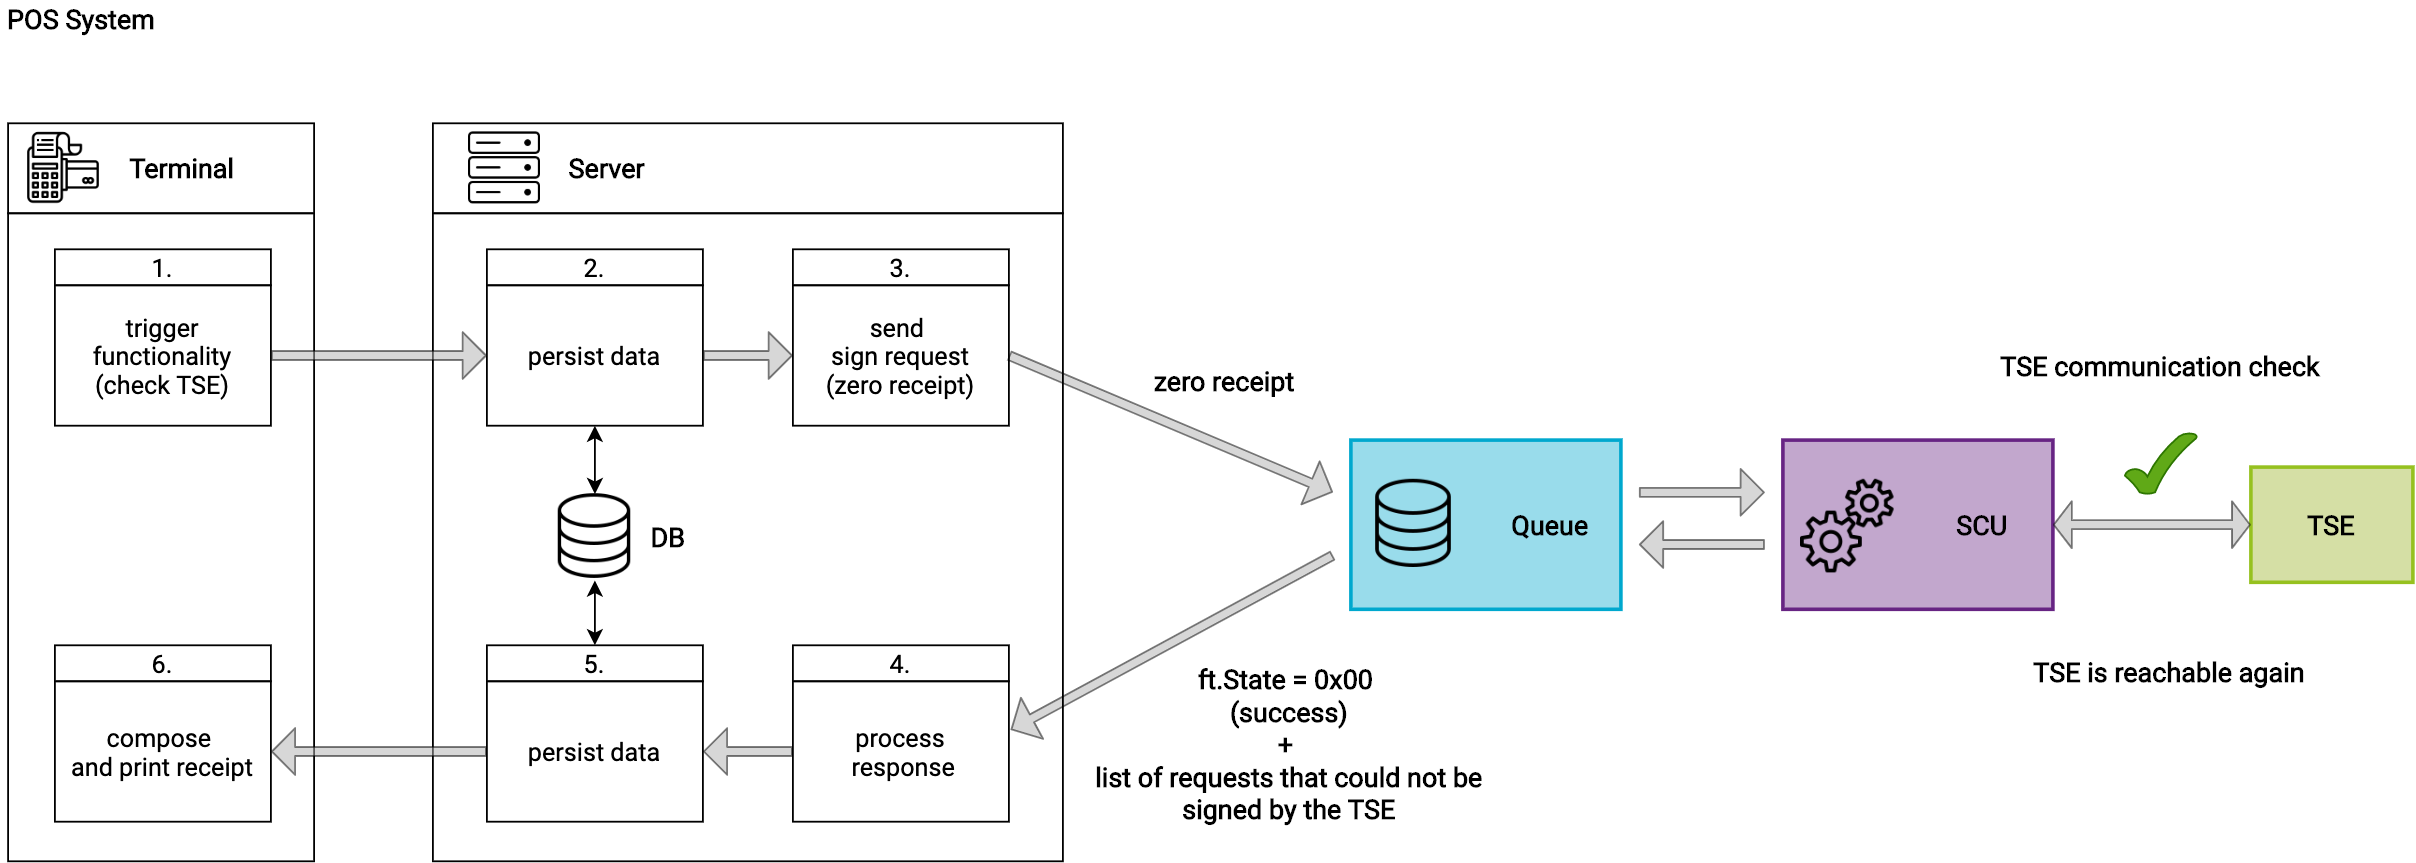 POS System
Terminal
Server
1.
trigger
functionality
(check TSE)
2.
persist data
3.
send
sign request
(zero receipt)
zero receipt
TSE communication check
DB
Queue
SCU
TSE
TSE is reachable again
ft.State = 0x00
(success)
+
list of requests that could not be
signed by the TSE
4.
process
response
5.
persist data
6.
compose
and print receipt